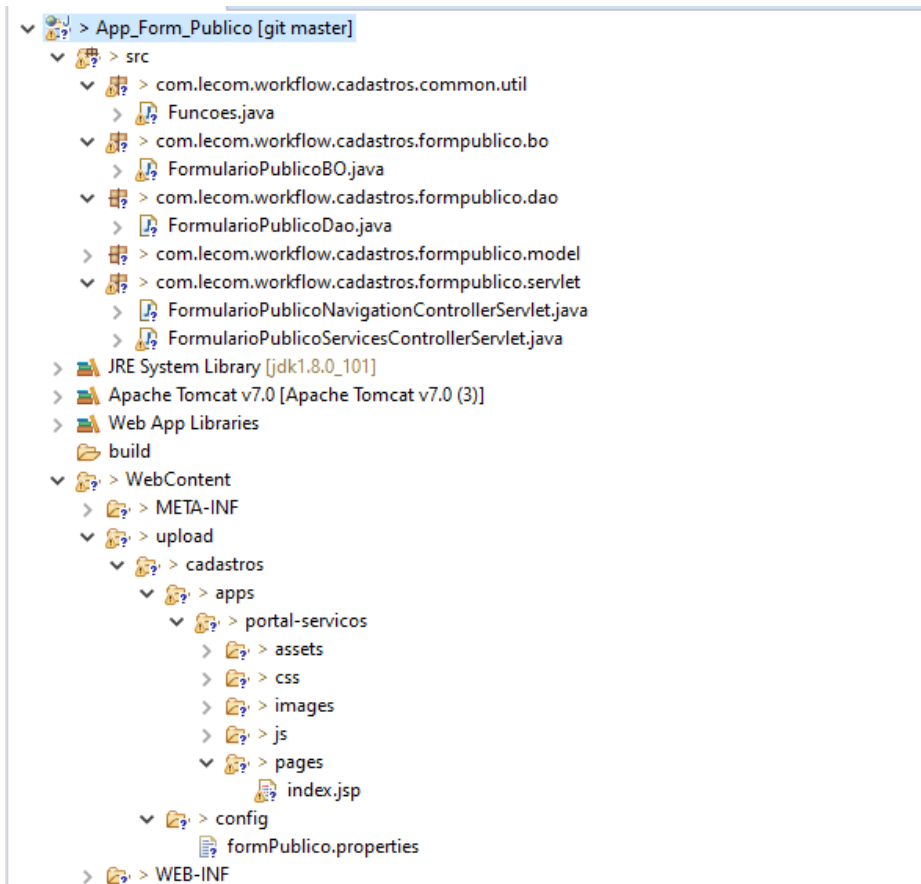 > App_Form_Publico [git master]
> src
> com.lecom.workflow.cadastros.common.util
Funcoes.java
> com.lecom.workflow.cadastros.formpublico.bo
FormularioPublicoBO.java
> com.lecom.workflow.cadastros.formpublico.dao
FormularioPublicoDao.java
> com.lecom.workflow.cadastros.formpublico.model
> com.lecom.workflow.cadastros.formpublico.servlet
FormularioPublicoNavigationControllerServlet.java
FormularioPublicoServicesControllerServlet.java
JRE System Library [jdk1.8.0_101]
Apache Tomcat v7.0 [Apache Tomcat v7.0 (3)]
Web App Libraries
build
> WebContent
> META-INF
> upload
> cadastros
> apps
> portal-servicos
> assets
> css
> images
> js
> pages
index.jsp
> config
formPublico.properties
> WEB-INF